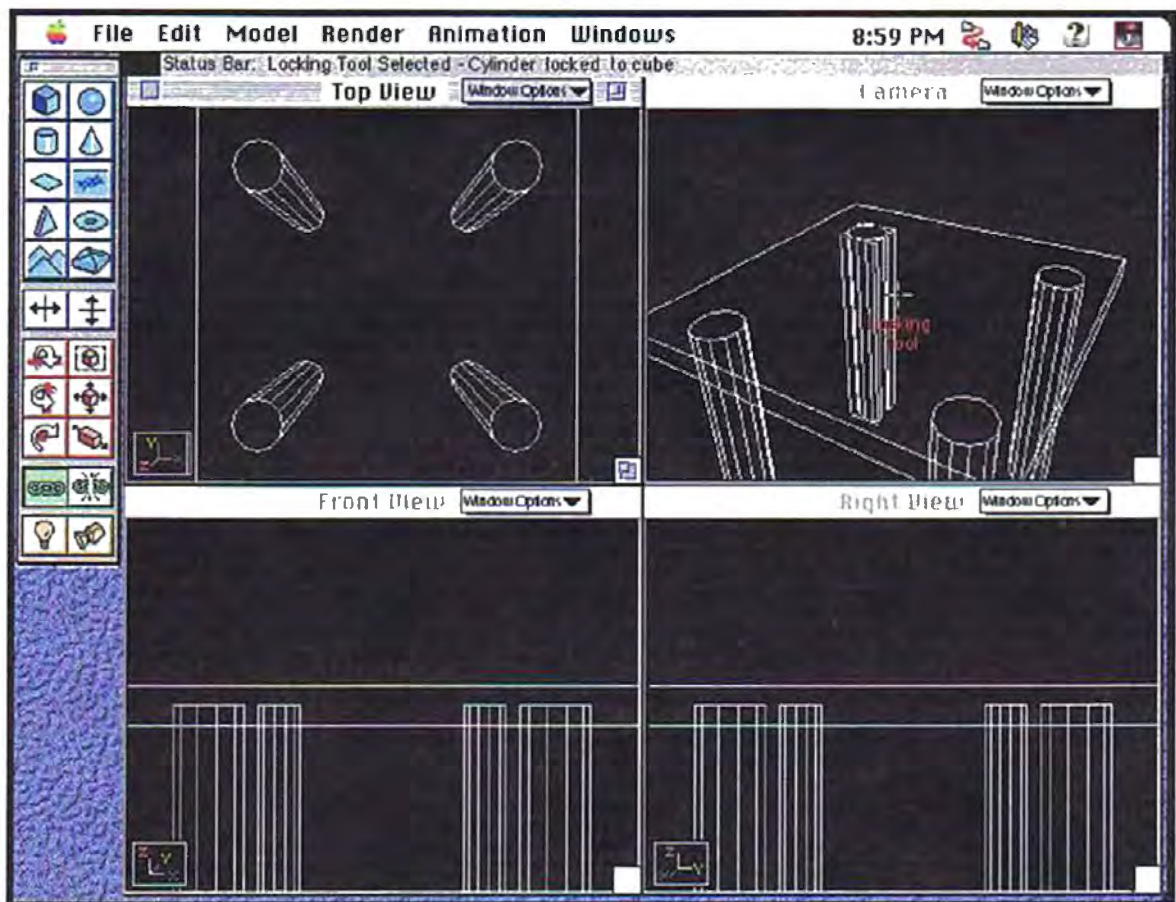 File Edit Model Render Animation Windows 8:59 PM
Status Bar: Locking Tool Selected - Cylinder locked to cube
Top View Window Options
Camera Window Options
Locking
Tool
Y
Z
Front View Window Options
Right View Window Options
Z Y X
Z Y X